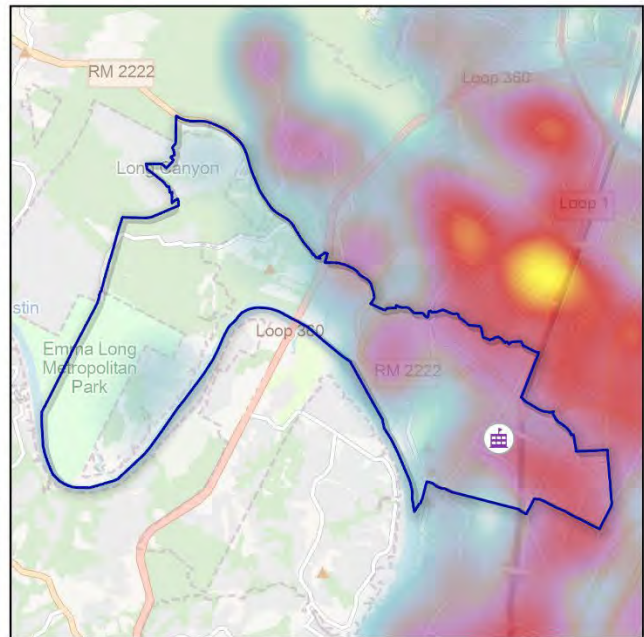 RM 2222
Loop 360
Long Canyon
Loop 1
stin
Loop 360
Emma Long
Metropolitan
Park
RM 2222